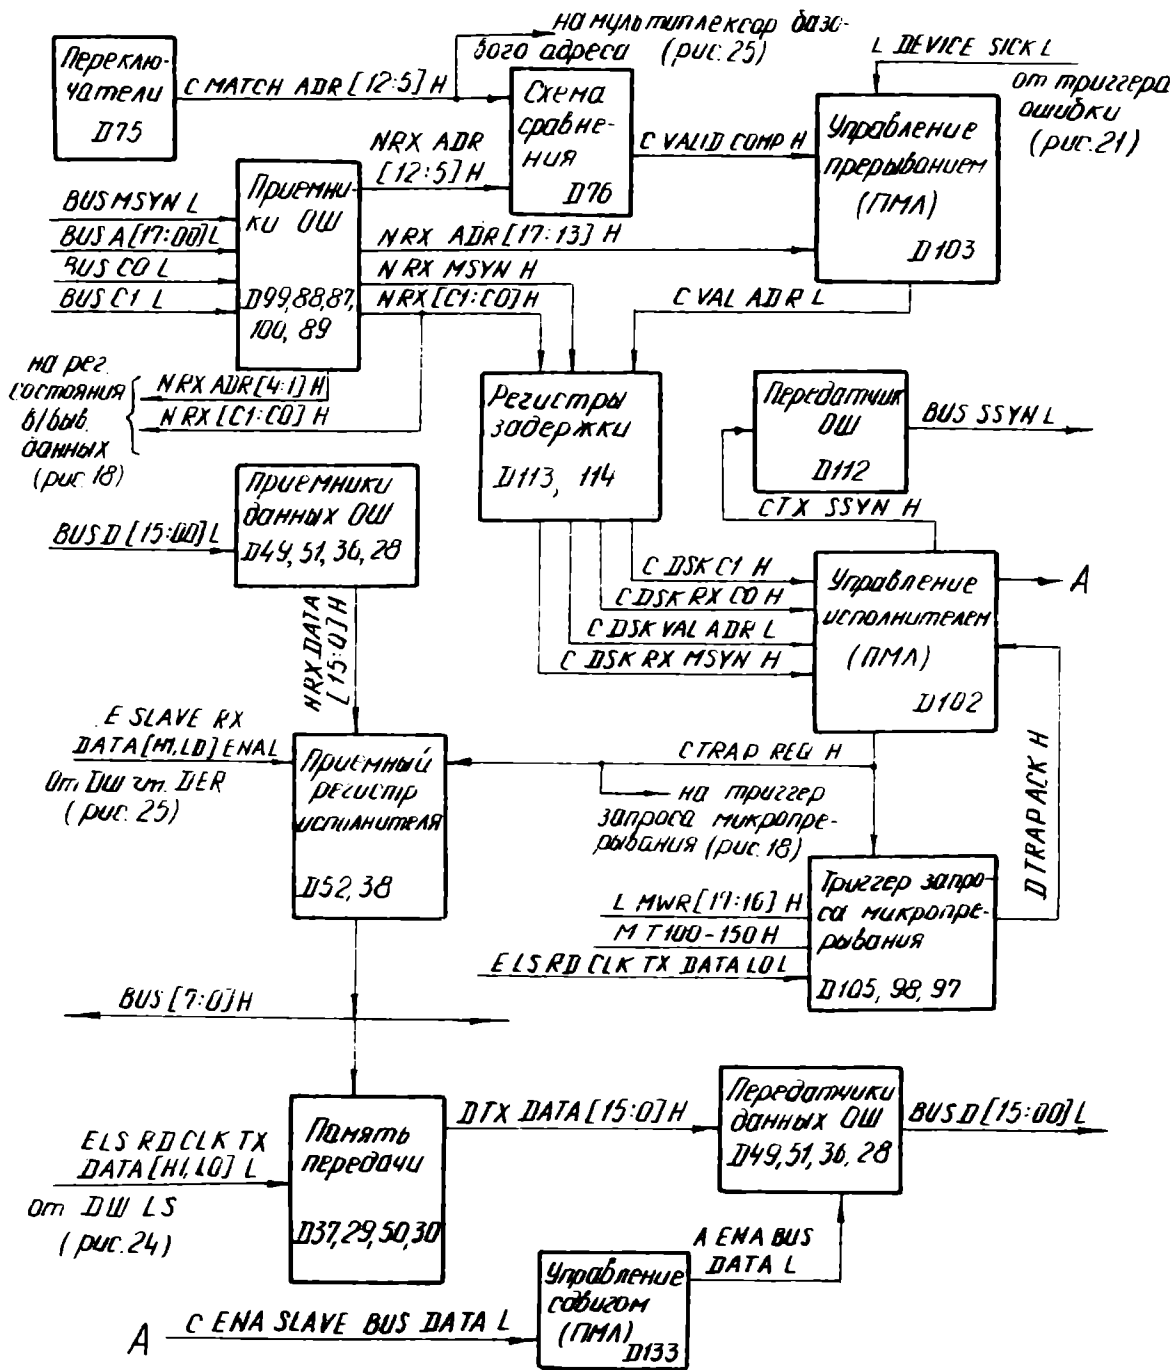 на мультиплексор базо-
вого адреса (рис. 25)
Переклю-
чатели
D75
C MATCH ADR [12:5] H
Схема
сравне-
ния
D76
NRX ADR
[12:5] H
C VALID COMP H
L DEVICE SICK L
от триггера
ошибки
(рис. 21)
Управление
прерыванием
(ПМЛ)
D103
BUS MSYN L
BUS A [17:00] L
BUS C0 L
BUS C1 L
Приемни-
ки ОШ
D99,88,87,
100, 89
NRX ADR [17:13] H
NRX MSYN H
NRX [C1:C0] H
C VAL ADR L
на рег.
состояния
в/выв.
данных
(рис 18)
NRX ADR [4:1] H
NRX [C1:C0] H
Регистры
задержки
D113, 114
Передатчик
ОШ
D112
BUS SSYN L
CTX SSYN H
BUS D [15:00] L
Приемники
данных ОШ
D49, 51, 36, 28
C DSK C1 H
C DSK RX C0 H
C DSK VAL ADR L
C DSK RX MSYN H
Управление
исполнителем
(ПМЛ)
D102
A
NRX DATA
[15:0] H
E SLAVE RX
DATA [HI,LO] ENA L
От DШ чт. DER
(рис. 25)
Приемный
регистр
исполнителя
D52, 38
C TRAP REQ H
на триггер
запроса микропре-
рывания (рис. 18)
D TRAP ACK H
L MWR [17:16] H
M T100-150 H
ELS RD CLK TX DATA LO L
Триггер запро-
са микропре-
рывания
D105, 98, 97
BUS [7:0] H
ELS RD CLK TX
DATA [HI, LO] L
от DШ LS
(рис. 24)
Память
передачи
D37, 29, 50, 30
DTX DATA [15:0] H
Передатчики
данных ОШ
D49, 51, 36, 28
BUS D [15:00] L
A ENA BUS
DATA L
A
C ENA SLAVE BUS DATA L
Управление
сдвигом
(ПМЛ)
D133